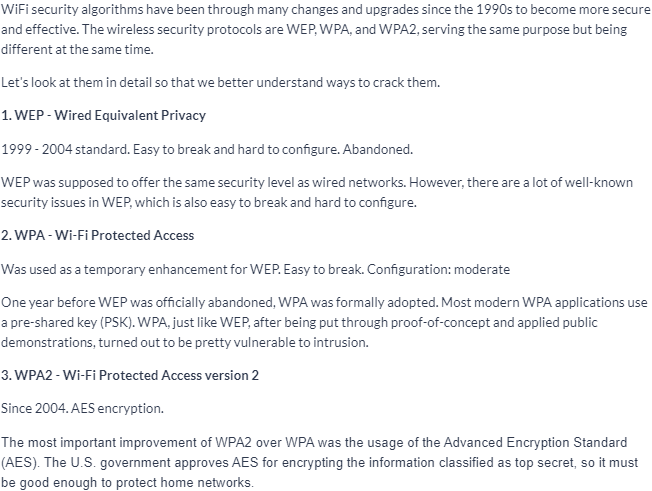 WiFi security algorithms have been through many changes and upgrades since the 1990s to become more secure
and effective. The wireless security protocols are WEP, WPA, and WPA2, serving the same purpose but being
different at the same time.
Let's look at them in detail so that we better understand ways to crack them.
1. WEP - Wired Equivalent Privacy
1999 - 2004 standard. Easy to break and hard to configure. Abandoned.
WEP was supposed to offer the same security level as wired networks. However, there are a lot of well-known
security issues in WEP, which is also easy to break and hard to configure.
2. WPA - Wi-Fi Protected Access
Was used as a temporary enhancement for WEP. Easy to break. Configuration: moderate
One year before WEP was officially abandoned, WPA was formally adopted. Most modern WPA applications use
a pre-shared key (PSK). WPA, just like WEP, after being put through proof-of-concept and applied public
demonstrations, turned out to be pretty vulnerable to intrusion.
3. WPA2 - Wi-Fi Protected Access version 2
Since 2004. AES encryption.
The most important improvement of WPA2 over WPA was the usage of the Advanced Encryption Standard
(AES). The U.S. government approves AES for encrypting the information classified as top secret, so it must
be good enough to protect home networks.